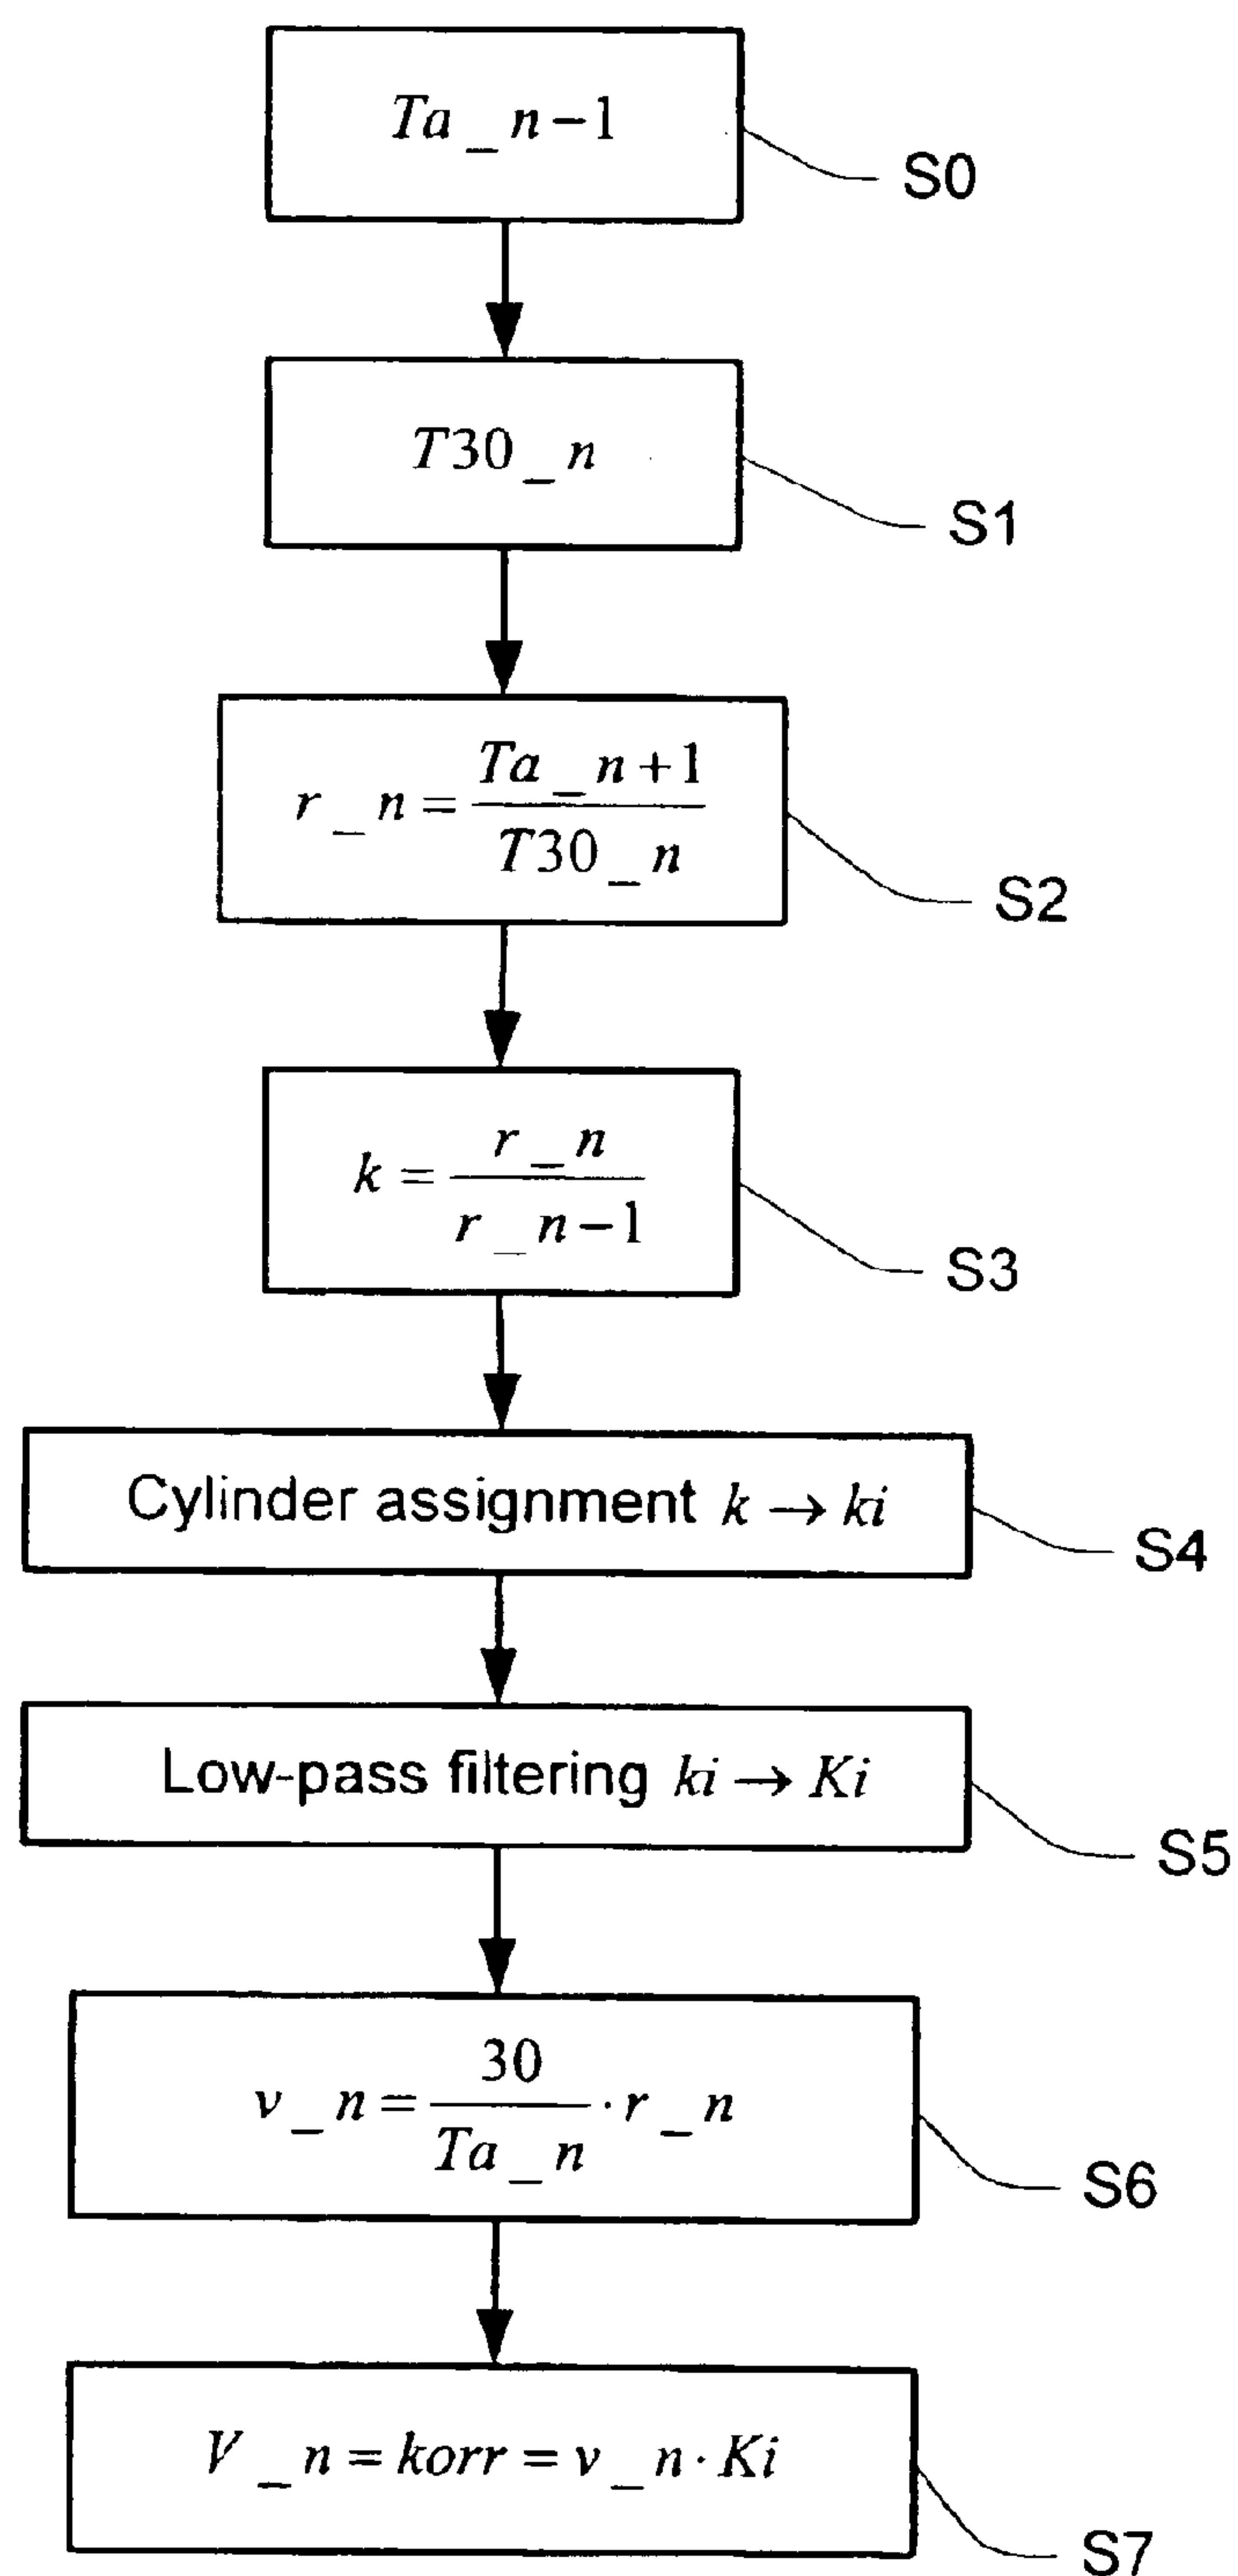 Ta_n-1
S0
T30_n
S1
r_n = Ta_n+1 / T30_n
S2
k = r_n / r_n-1
S3
Cylinder assignment k → ki
S4
Low-pass filtering ki → Ki
S5
v_n = 30 / Ta_n · r_n
S6
V_n = korr = v_n · Ki
S7